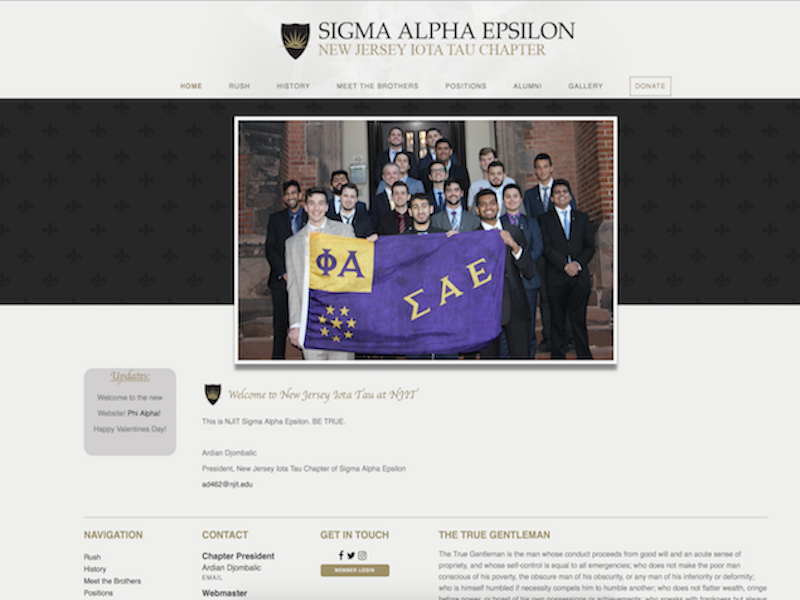 SIGMA ALPHA EPSILON
NEW JERSEY IOTA TAU CHAPTER
HOME RUSH HISTORY MEET THE BROTHERS POSITIONS ALUMNI GALLERY DONATE
ΦΑ
ΣΑΕ
Updates:
Welcome to the new
Website! Phi Alpha!
Happy Valentines Day!
Welcome to New Jersey Iota Tau at NJIT
This is NJIT Sigma Alpha Epsilon. BE TRUE.
Ardian Djombalic
President, New Jersey Iota Tau Chapter of Sigma Alpha Epsilon
ad462@njit.edu
NAVIGATION
Rush
History
Meet the Brothers
Positions
CONTACT
Chapter President
Ardian Djombalic
EMAIL
Webmaster
GET IN TOUCH
MEMBER LOGIN
THE TRUE GENTLEMAN
The True Gentleman is the man whose conduct proceeds from good will and an acute sense of
propriety, and whose self-control is equal to all emergencies; who does not make the poor man
conscious of his poverty, the obscure man of his obscurity, or any man of his inferiority or deformity;
who is himself humbled if necessity compels him to humble another; who does not flatter wealth, cringe
before power, or boast of his own possessions or achievements; who speaks with frankness but always